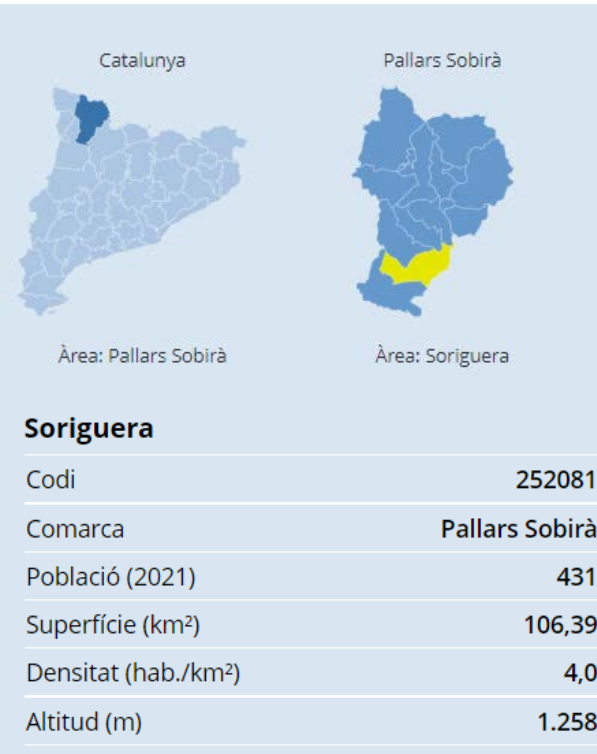 Catalunya
Pallars Sobirà
Àrea: Pallars Sobirà
Àrea: Soriguera
Soriguera
Codi 252081
Comarca Pallars Sobirà
Població (2021) 431
Superfície (km²) 106,39
Densitat (hab./km²) 4,0
Altitud (m) 1.258